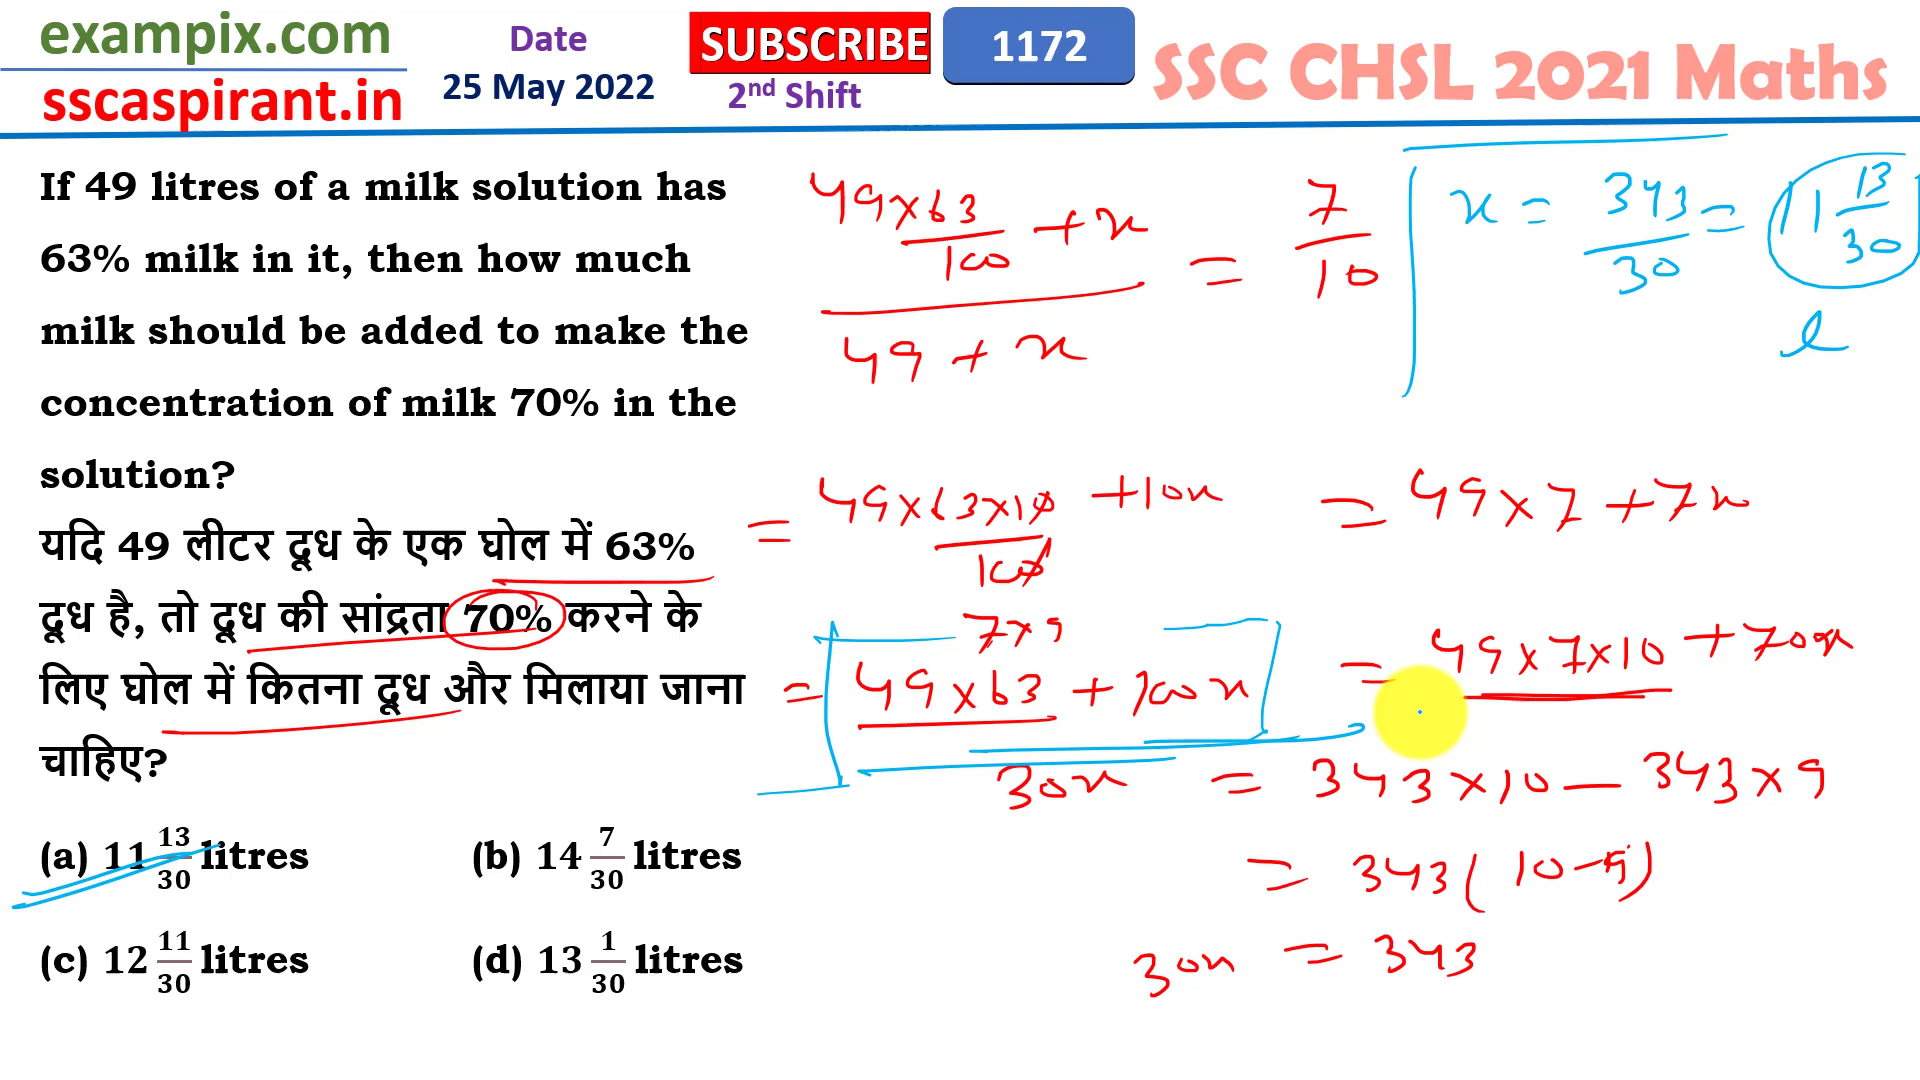 exampix.com
sscaspirant.in
Date
25 May 2022
SUBSCRIBE
2nd Shift
1172
SSC CHSL 2021 Maths
If 49 litres of a milk solution has
63% milk in it, then how much
milk should be added to make the
concentration of milk 70% in the
solution?
यदि 49 लीटर दूध के एक घोल में 63%
दूध है, तो दूध की सांद्रता 70% करने के
लिए घोल में कितना दूध और मिलाया जाना
चाहिए?
(a) 11 13/30 litres
(b) 14 7/30 litres
(c) 12 11/30 litres
(d) 13 1/30 litres
49×63/100 + x
49 + x
= 7/10
x = 343/30 = 11 13/30
l
= 49×63×10/100 + 10x = 49×7 + 7x
7×9
= 49×63 + 100x = 49×7×10 + 70x
30x = 343×10 − 343×9
= 343(10−9)
30x = 343